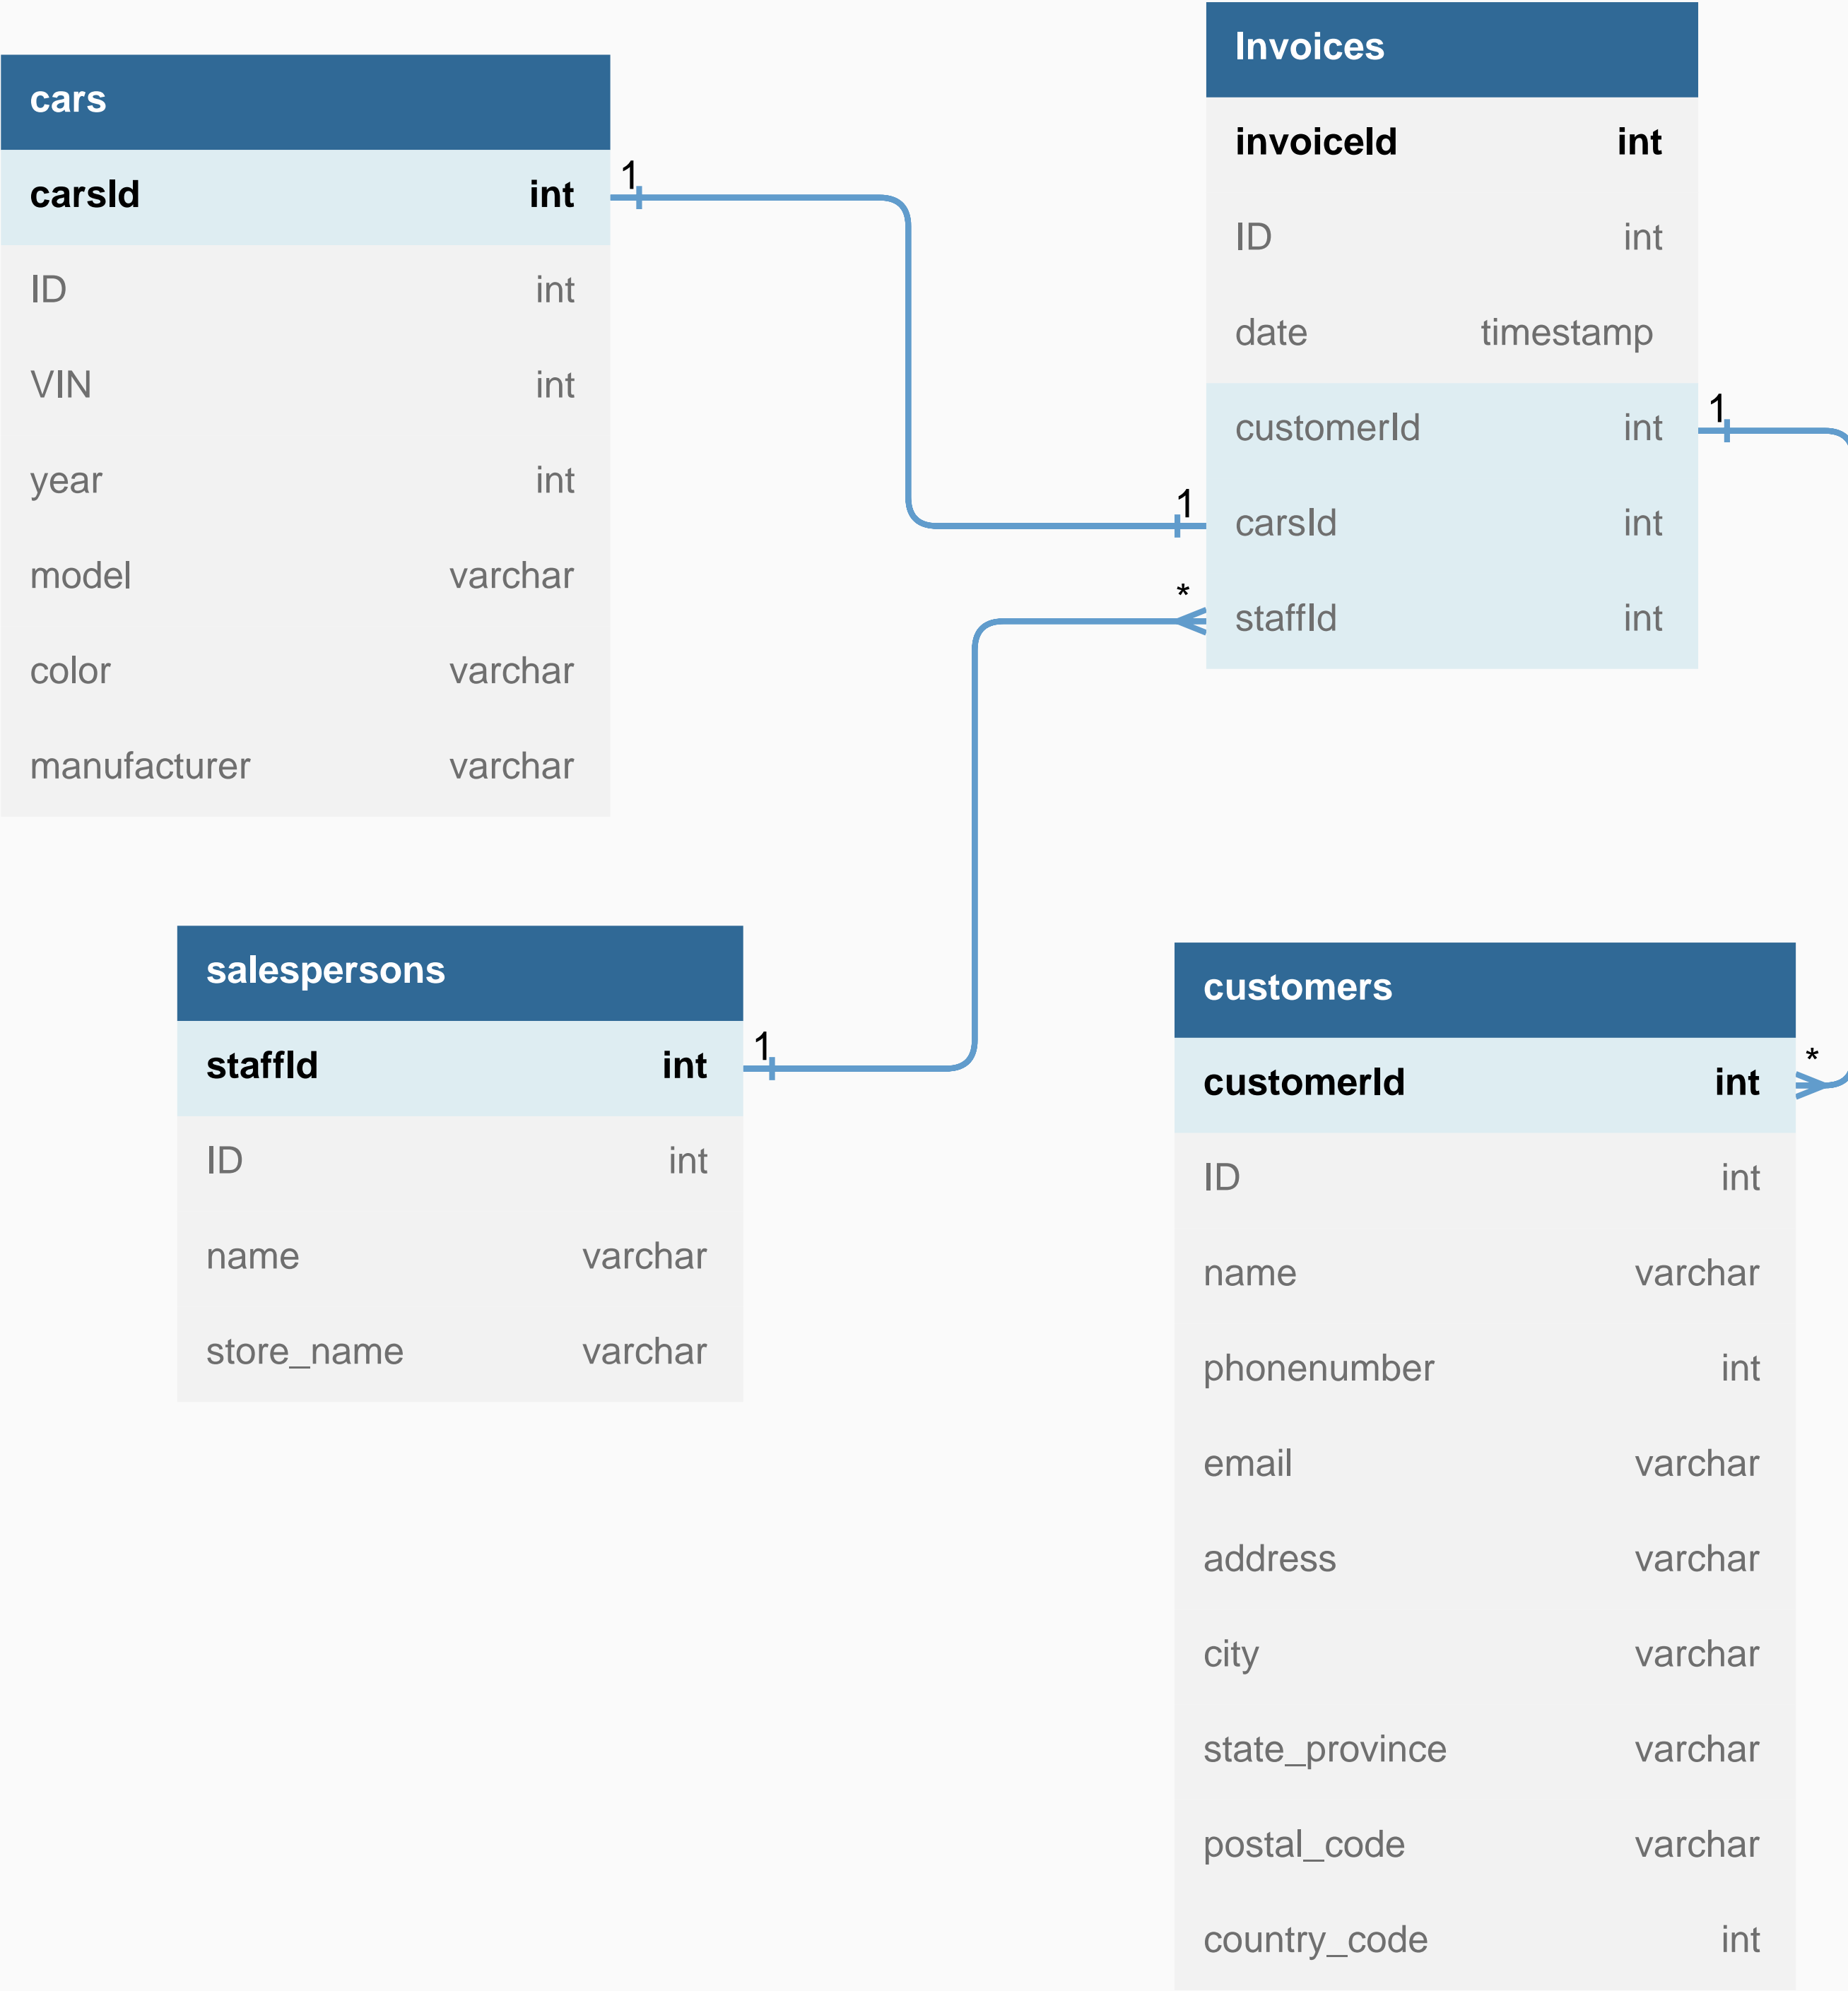 cars
carsId int
ID int
VIN int
year int
model varchar
color varchar
manufacturer varchar
1
Invoices
invoiceId int
ID int
date timestamp
customerId int
carsId int
staffId int
1
1
*
salespersons
staffId int
ID int
name varchar
store_name varchar
1
customers
customerId int
ID int
name varchar
phonenumber int
email varchar
address varchar
city varchar
state_province varchar
postal_code varchar
country_code int
*